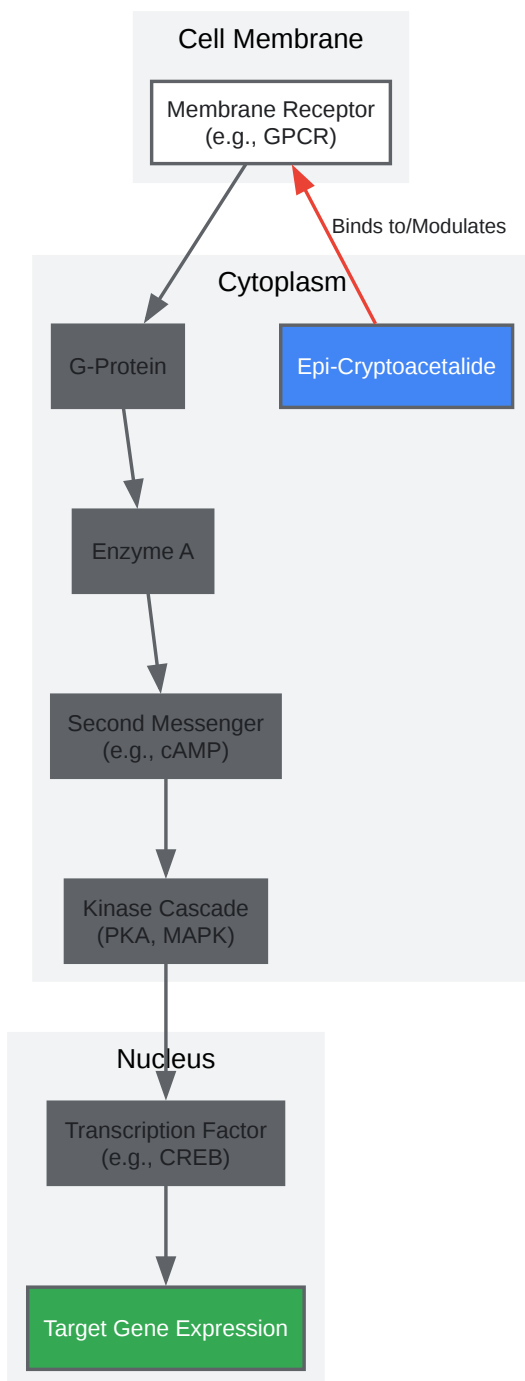 Cell Membrane
Membrane Receptor
(e.g., GPCR)
Binds to/Modulates
Cytoplasm
G-Protein
Epi-Cryptoacetalide
Enzyme A
Second Messenger
(e.g., cAMP)
Kinase Cascade
(PKA, MAPK)
Nucleus
Transcription Factor
(e.g., CREB)
Target Gene Expression